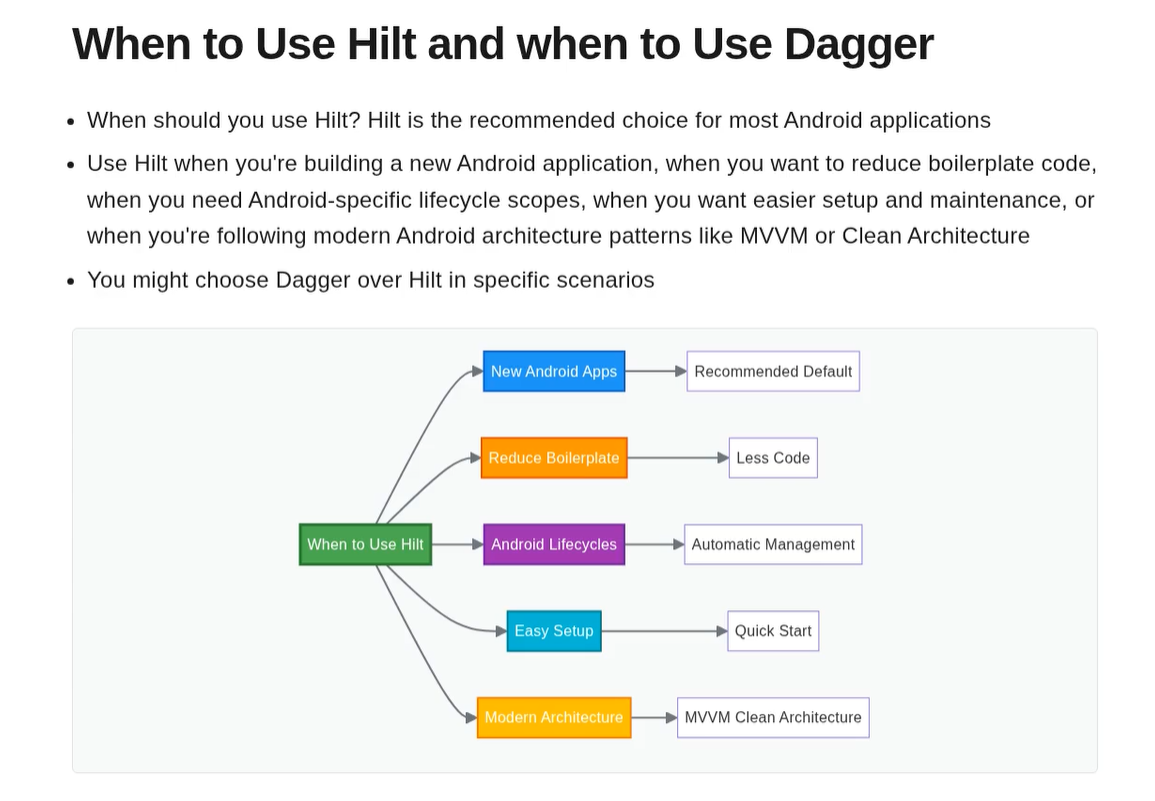 When to Use Hilt and when to Use Dagger
When should you use Hilt? Hilt is the recommended choice for most Android applications
Use Hilt when you're building a new Android application, when you want to reduce boilerplate code,
when you need Android-specific lifecycle scopes, when you want easier setup and maintenance, or
when you're following modern Android architecture patterns like MVVM or Clean Architecture
You might choose Dagger over Hilt in specific scenarios
New Android Apps
Recommended Default
Reduce Boilerplate
Less Code
When to Use Hilt
Android Lifecycles
Automatic Management
Easy Setup
Quick Start
Modern Architecture
MVVM Clean Architecture